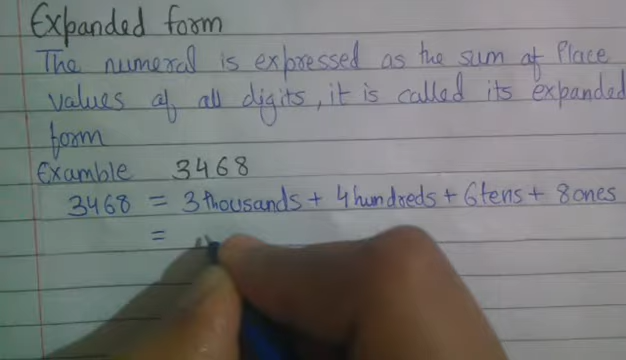 Expanded form
The numeral is expressed as the sum of Place
values of all digits, it is called its expanded
form
Examble 3468
3468 = 3 thousands + 4 hundreds + 6 tens + 8 ones
=